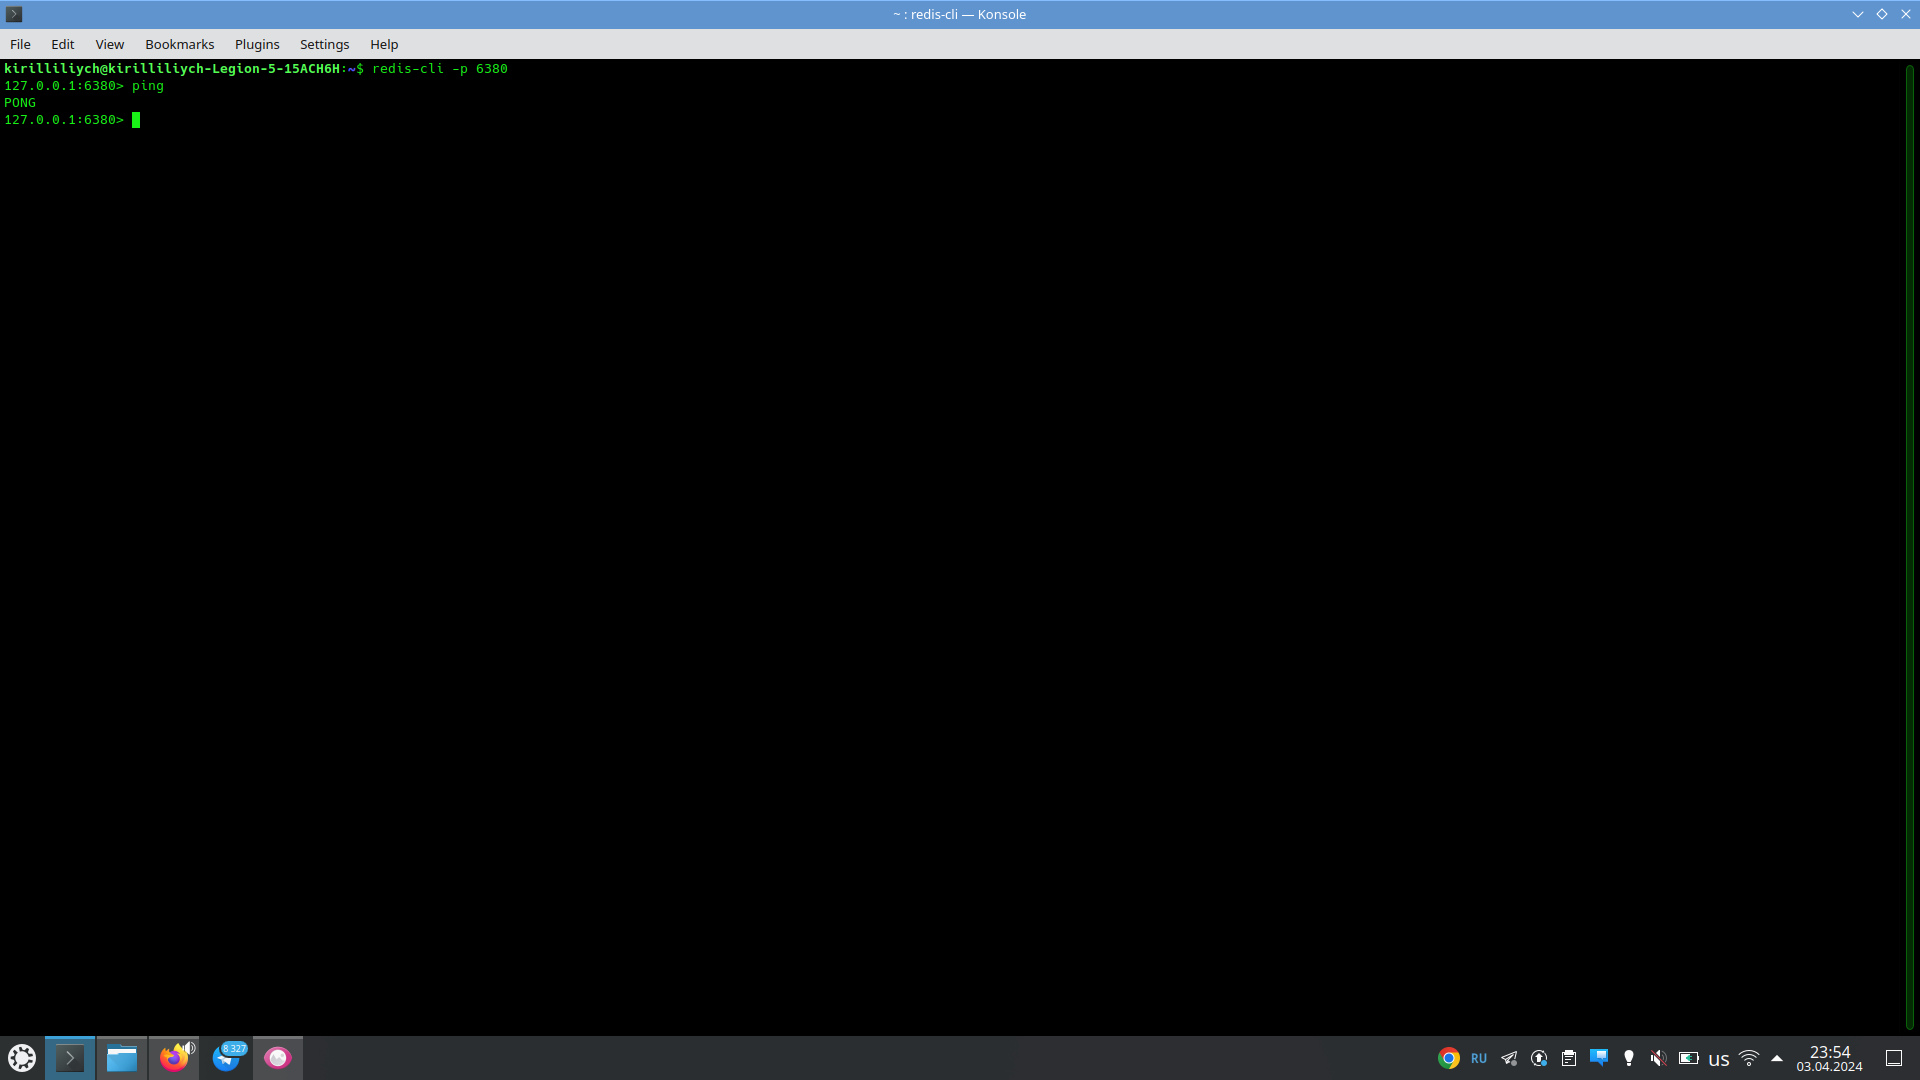 ~ : redis-cli — Konsole
File Edit View Bookmarks Plugins Settings Help
kirilliliych@kirilliliych-Legion-5-15ACH6H:~$ redis-cli -p 6380
127.0.0.1:6380> ping
PONG
127.0.0.1:6380>
8 327
RU
us
23:54
03.04.2024